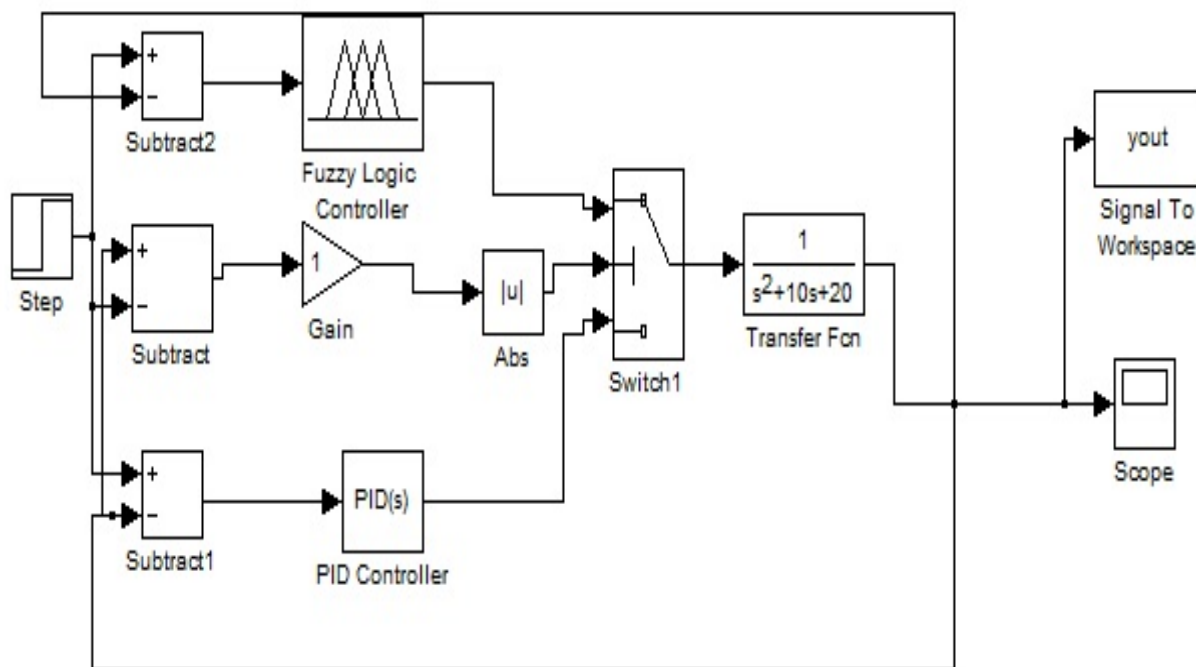 +
−
Subtract2
Fuzzy Logic
Controller
yout
Signal To
Workspace
Step
+
−
Subtract
1
Gain
|u|
Abs
Switch1
1
s²+10s+20
Transfer Fcn
Scope
+
−
Subtract1
PID(s)
PID Controller